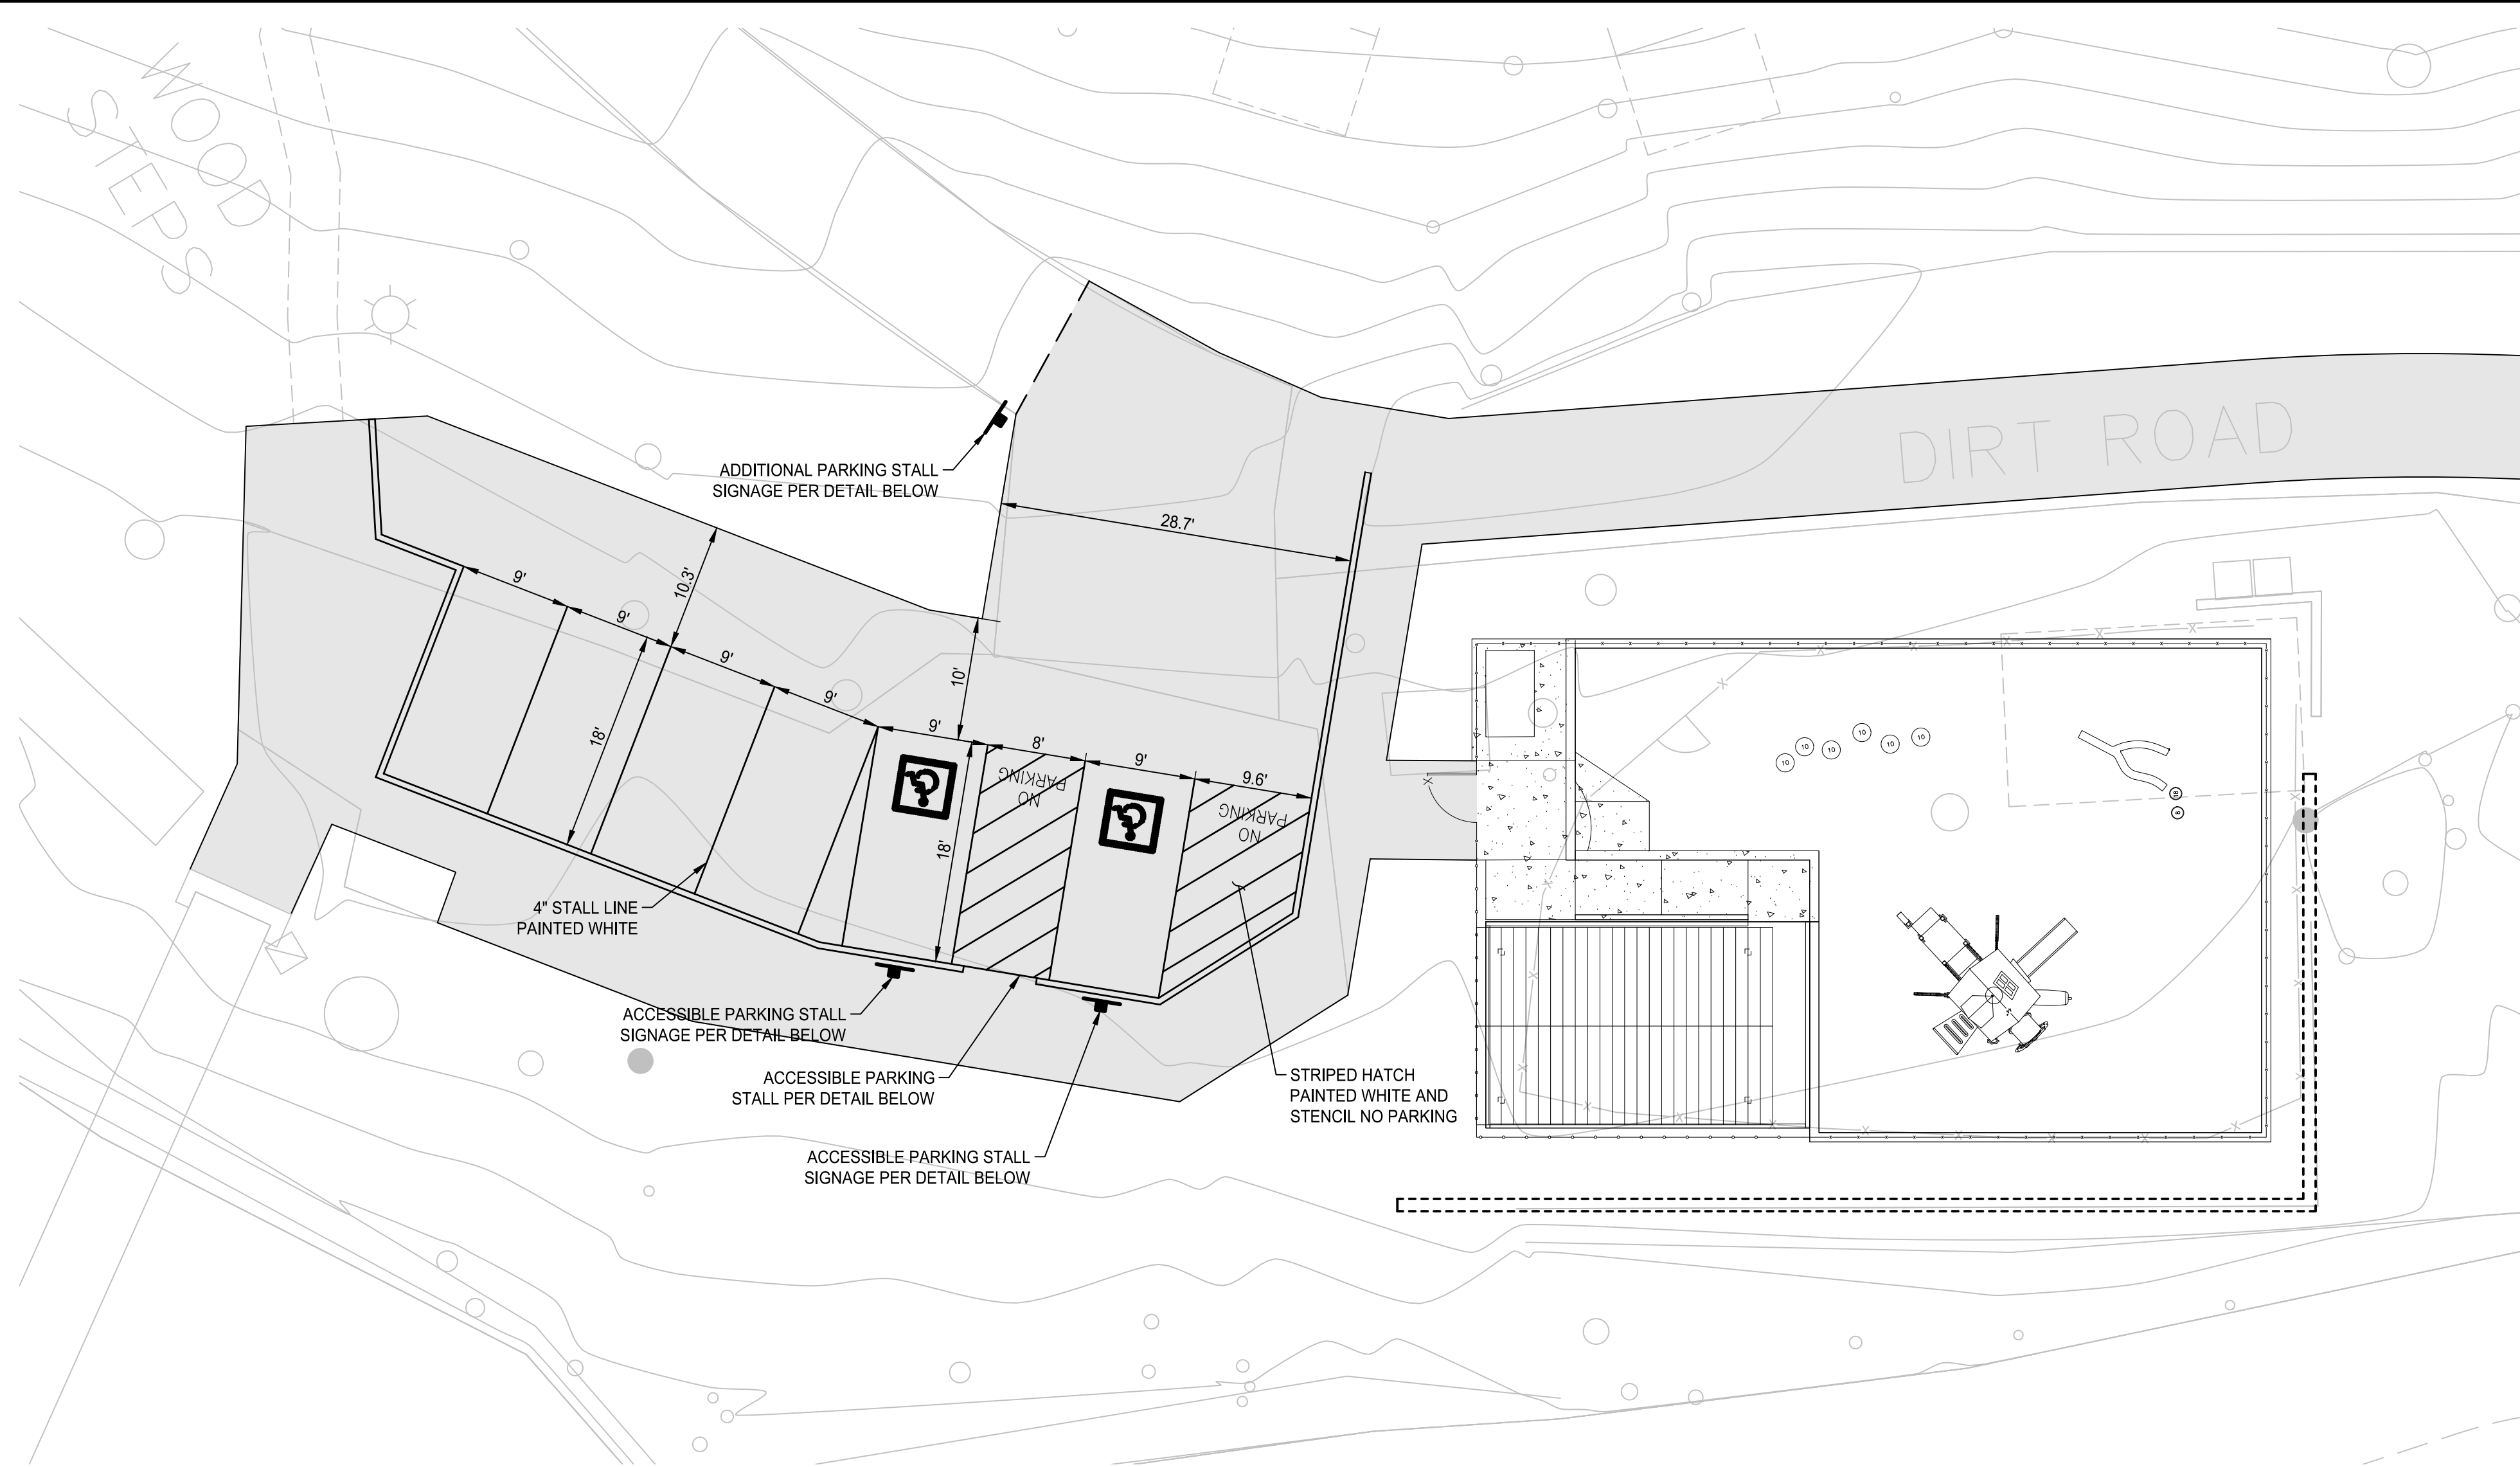 WOOD
STEPS
DIRT ROAD
ADDITIONAL PARKING STALL
SIGNAGE PER DETAIL BELOW
28.7'
9'
9'
10.3'
9'
9'
18'
10'
9'
8'
9'
9.6'
NO
PARKING
NO
PARKING
18'
4" STALL LINE
PAINTED WHITE
ACCESSIBLE PARKING STALL
SIGNAGE PER DETAIL BELOW
ACCESSIBLE PARKING
STALL PER DETAIL BELOW
ACCESSIBLE PARKING STALL
SIGNAGE PER DETAIL BELOW
STRIPED HATCH
PAINTED WHITE AND
STENCIL NO PARKING
10
10
10
10
10
10
18
8